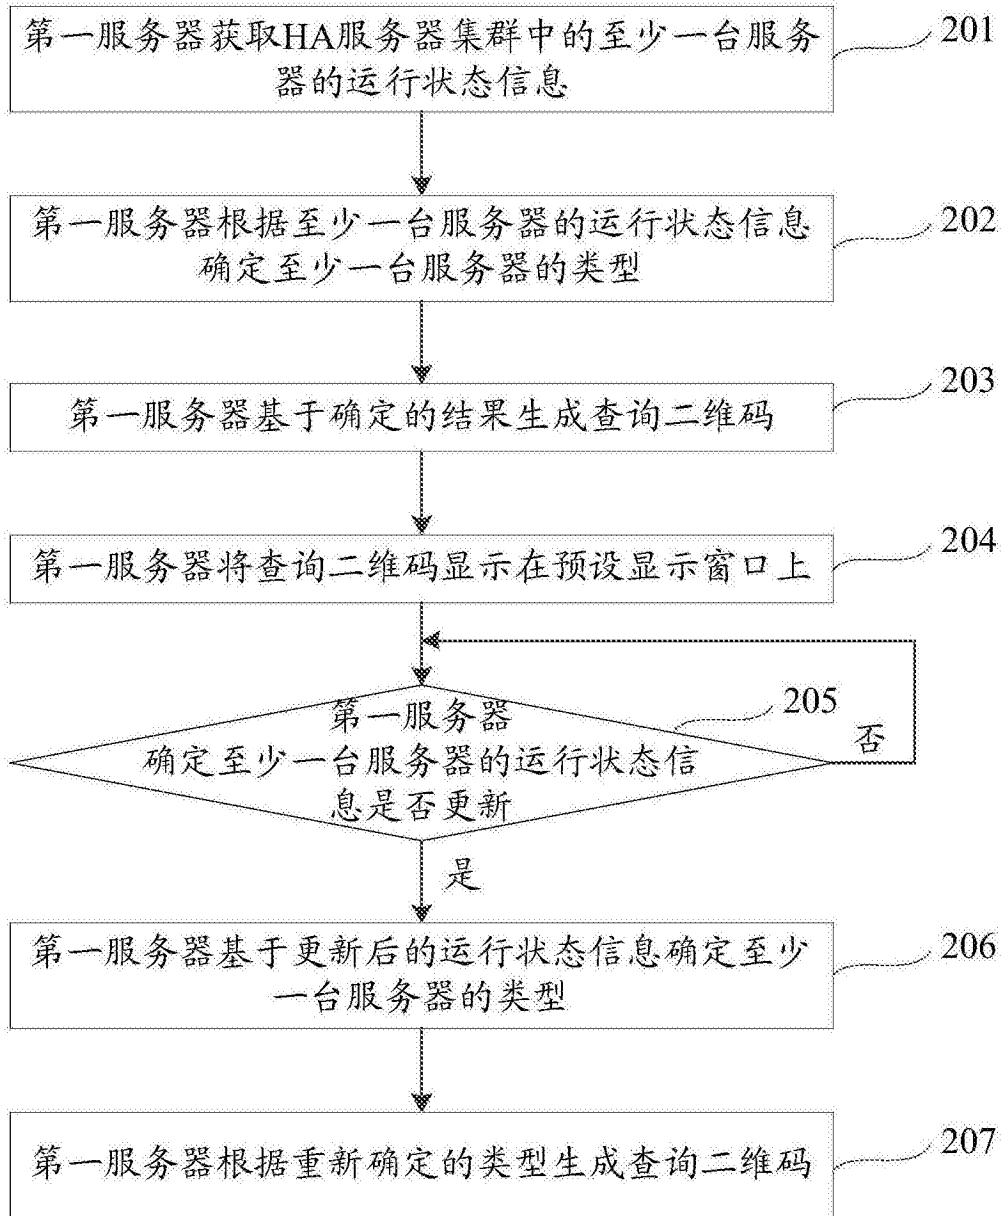 第一服务器获取HA服务器集群中的至少一台服务
器的运行状态信息
201
第一服务器根据至少一台服务器的运行状态信息
确定至少一台服务器的类型
202
第一服务器基于确定的结果生成查询二维码
203
第一服务器将查询二维码显示在预设显示窗口上
204
第一服务器
确定至少一台服务器的运行状态信
息是否更新
205
否
是
第一服务器基于更新后的运行状态信息确定至少
一台服务器的类型
206
第一服务器根据重新确定的类型生成查询二维码
207